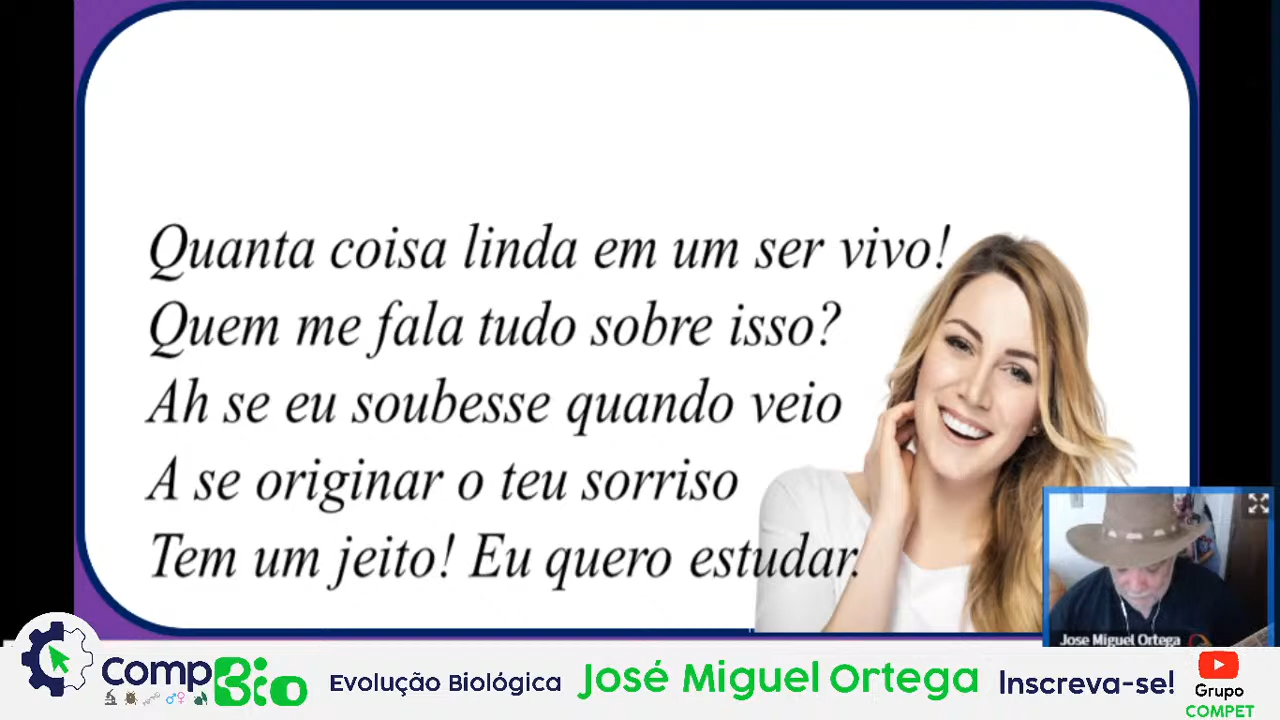 Quanta coisa linda em um ser vivo!
Quem me fala tudo sobre isso?
Ah se eu soubesse quando veio
A se originar o teu sorriso
Tem um jeito! Eu quero estudar.
Jose Miguel Ortega
comp Bio
Evolução Biológica
José Miguel Ortega
Inscreva-se!
Grupo
COMPET